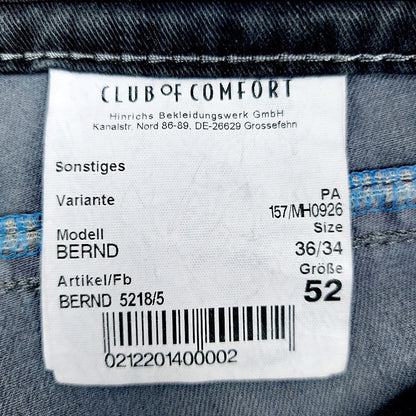 CLUB OF COMFORT
Hinrichs Bekleidungswerk GmbH
Kanalstr. Nord 86-89, DE-26629 Grossefehn
Sonstiges
PA
Variante 157/MH0926
Modell Size
BERND 36/34
Artikel/Fb Größe
BERND 5218/5 52
0212201400002